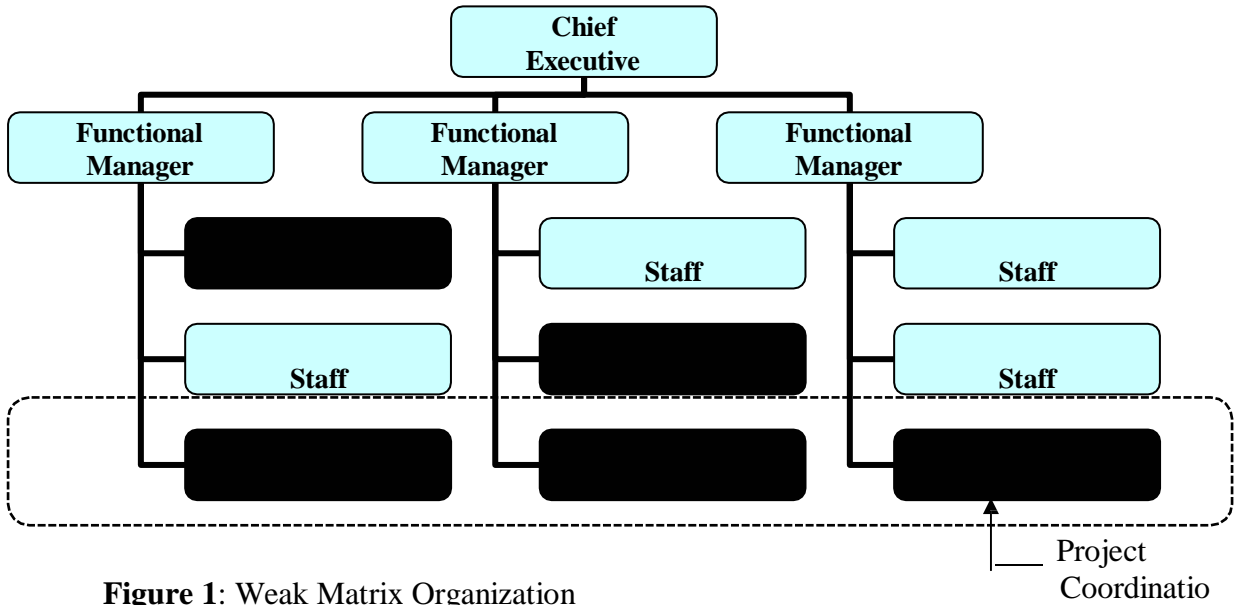 Chief
Executive
Functional
Manager
Functional
Manager
Functional
Manager
Staff
Staff
Staff
Staff
Project
Coordinatio
Figure 1: Weak Matrix Organization